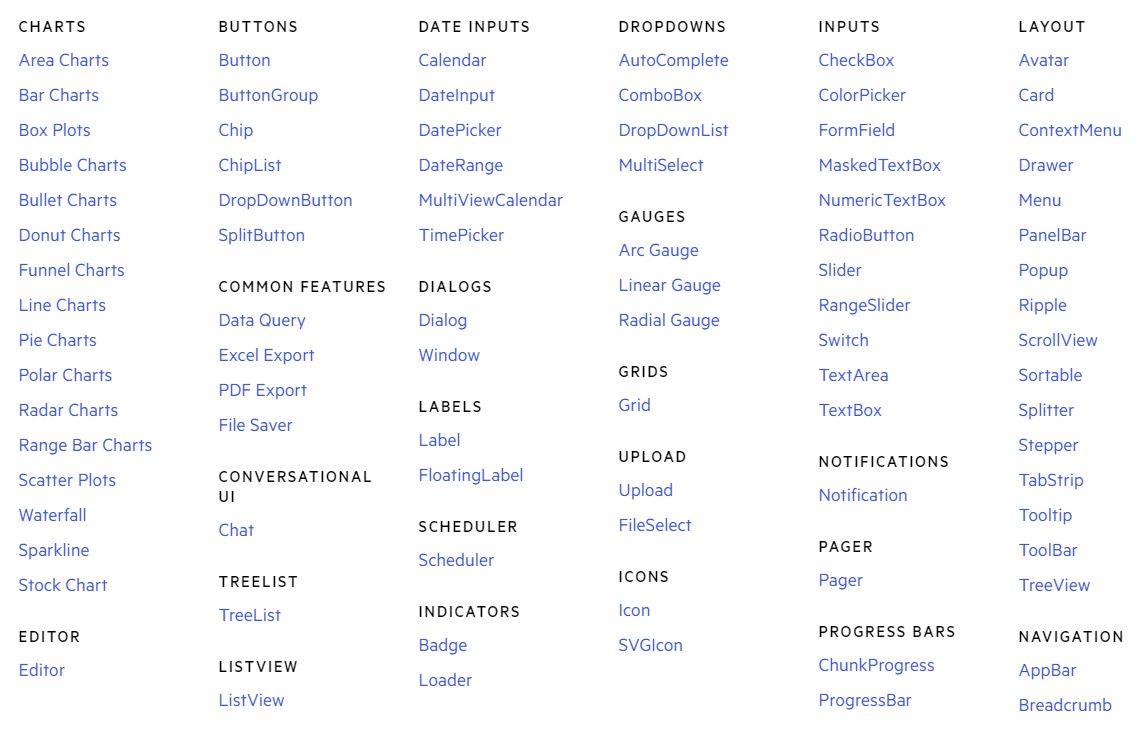 CHARTS
Area Charts
Bar Charts
Box Plots
Bubble Charts
Bullet Charts
Donut Charts
Funnel Charts
Line Charts
Pie Charts
Polar Charts
Radar Charts
Range Bar Charts
Scatter Plots
Waterfall
Sparkline
Stock Chart
EDITOR
Editor
BUTTONS
Button
ButtonGroup
Chip
ChipList
DropDownButton
SplitButton
COMMON FEATURES
Data Query
Excel Export
PDF Export
File Saver
CONVERSATIONAL
UI
Chat
TREELIST
TreeList
LISTVIEW
ListView
DATE INPUTS
Calendar
DateInput
DatePicker
DateRange
MultiViewCalendar
TimePicker
DIALOGS
Dialog
Window
LABELS
Label
FloatingLabel
SCHEDULER
Scheduler
INDICATORS
Badge
Loader
DROPDOWNS
AutoComplete
ComboBox
DropDownList
MultiSelect
GAUGES
Arc Gauge
Linear Gauge
Radial Gauge
GRIDS
Grid
UPLOAD
Upload
FileSelect
ICONS
Icon
SVGIcon
INPUTS
CheckBox
ColorPicker
FormField
MaskedTextBox
NumericTextBox
RadioButton
Slider
RangeSlider
Switch
TextArea
TextBox
NOTIFICATIONS
Notification
PAGER
Pager
PROGRESS BARS
ChunkProgress
ProgressBar
LAYOUT
Avatar
Card
ContextMenu
Drawer
Menu
PanelBar
Popup
Ripple
ScrollView
Sortable
Splitter
Stepper
TabStrip
Tooltip
ToolBar
TreeView
NAVIGATION
AppBar
Breadcrumb